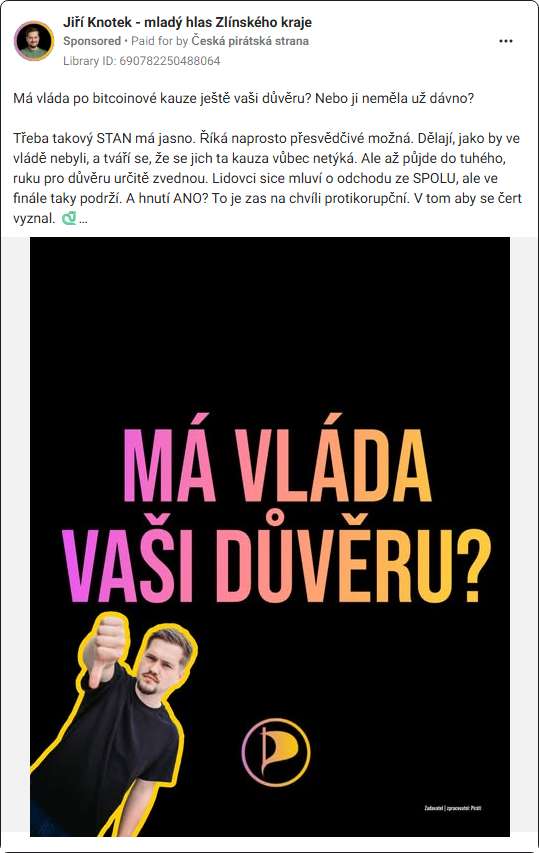 Jiří Knotek - mladý hlas Zlínského kraje
Sponsored • Paid for by Česká pirátská strana
Library ID: 690782250488064
Má vláda po bitcoinové kauze ještě vaši důvěru? Nebo ji neměla už dávno?
Třeba takový STAN má jasno. Říká naprosto přesvědčivé možná. Dělají, jako by ve
vládě nebyli, a tváří se, že se jich ta kauza vůbec netýká. Ale až půjde do tuhého,
ruku pro důvěru určitě zvednou. Lidovci sice mluví o odchodu ze SPOLU, ale ve
finále taky podrží. A hnutí ANO? To je zas na chvíli protikorupční. V tom aby se čert
vyznal. ...
MÁ VLÁDA
VAŠI DŮVĚRU?
Zadavatel | zpracovatel: Piráti